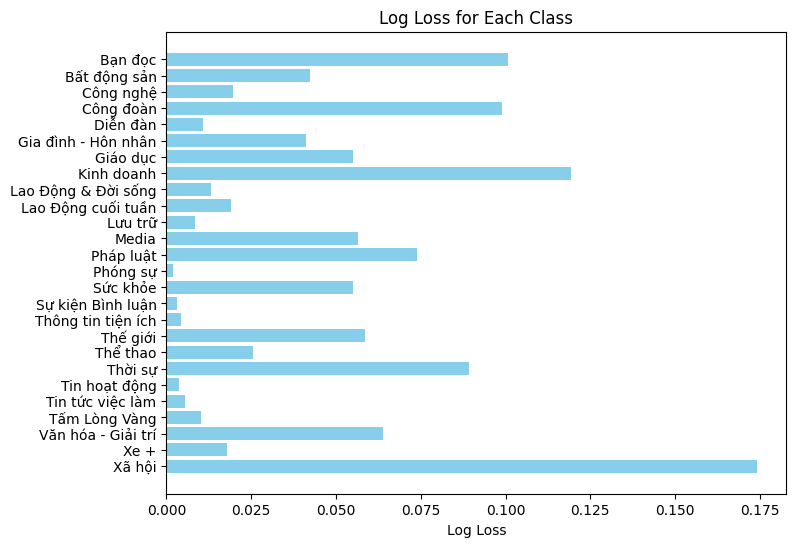 Log Loss for Each Class
Bạn đọc
Bất động sản
Công nghệ
Công đoàn
Diễn đàn
Gia đình - Hôn nhân
Giáo dục
Kinh doanh
Lao Động & Đời sống
Lao Động cuối tuần
Lưu trữ
Media
Pháp luật
Phóng sự
Sức khỏe
Sự kiện Bình luận
Thông tin tiện ích
Thế giới
Thể thao
Thời sự
Tin hoạt động
Tin tức việc làm
Tấm Lòng Vàng
Văn hóa - Giải trí
Xe +
Xã hội
0.000 0.025 0.050 0.075 0.100 0.125 0.150 0.175
Log Loss